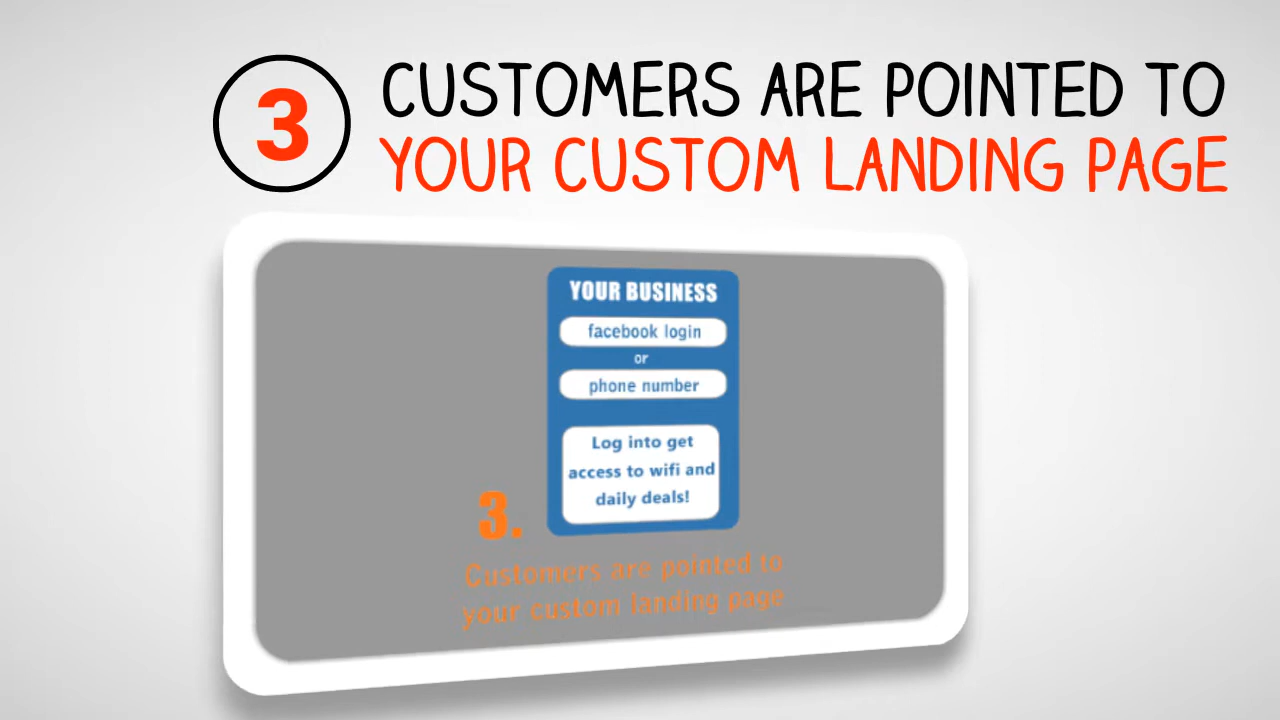 3
CUSTOMERS ARE POINTED TO
YOUR CUSTOM LANDING PAGE
YOUR BUSINESS
facebook login
or
phone number
Log into get
access to wifi and
daily deals!
3.
Customers are pointed to
your custom landing page